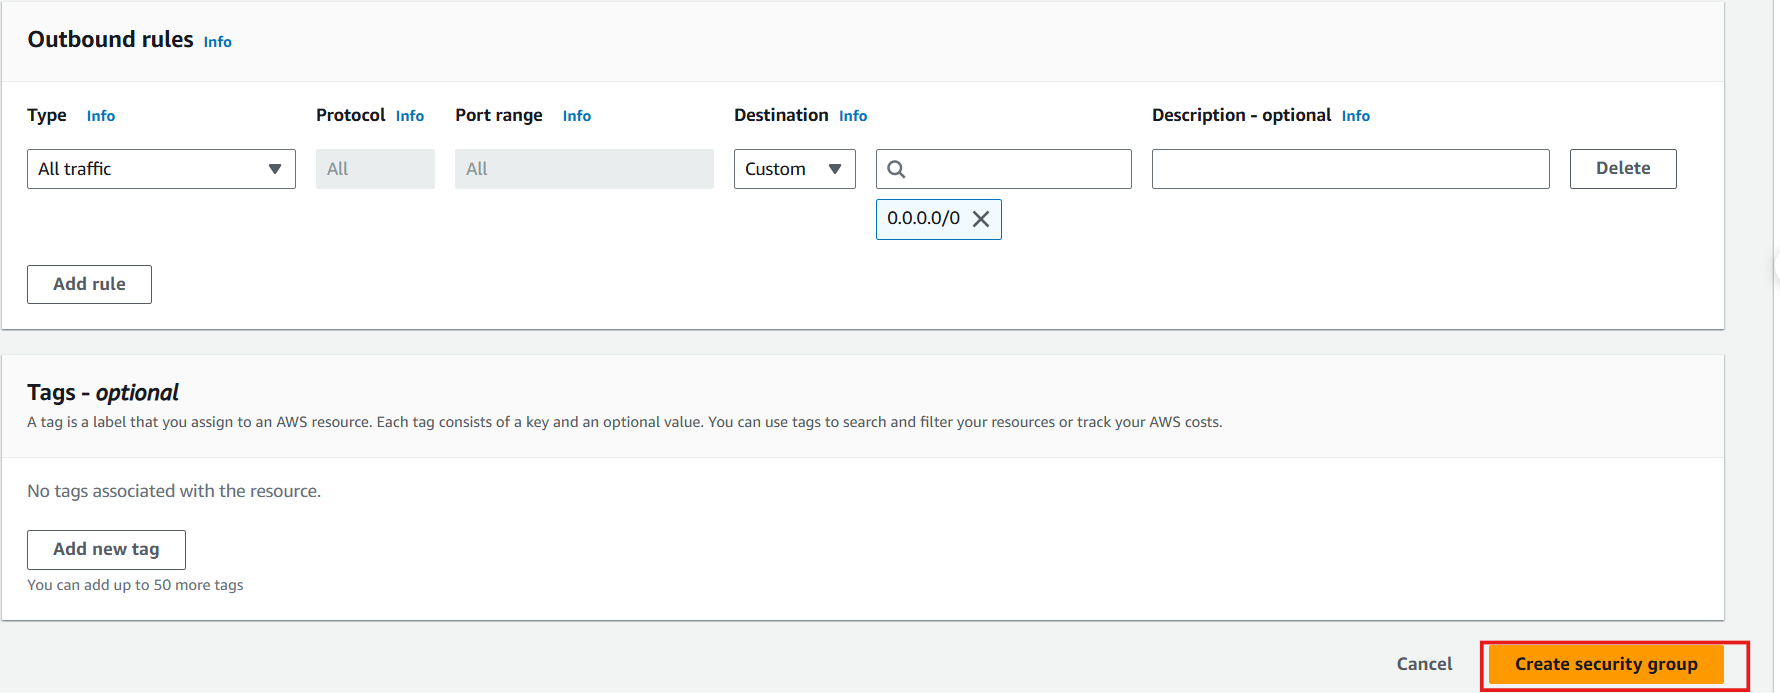 Outbound rules Info
Type Info Protocol Info Port range Info Destination Info Description - optional Info
All traffic All All Custom Delete
0.0.0.0/0
Add rule
Tags - optional
A tag is a label that you assign to an AWS resource. Each tag consists of a key and an optional value. You can use tags to search and filter your resources or track your AWS costs.
No tags associated with the resource.
Add new tag
You can add up to 50 more tags
Cancel Create security group